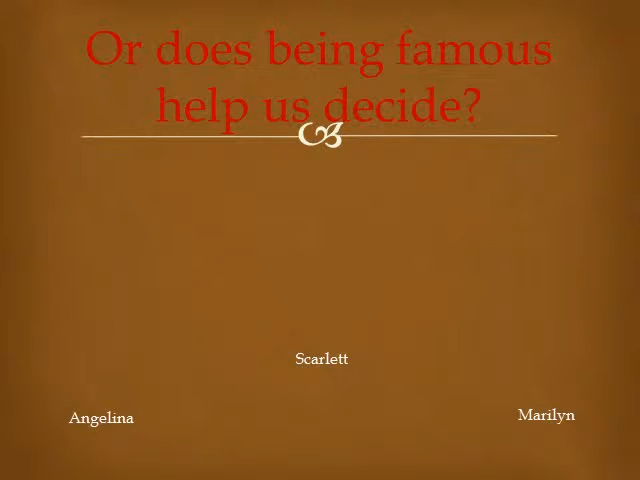 Or does being famous
help us decide?
Scarlett
Angelina
Marilyn